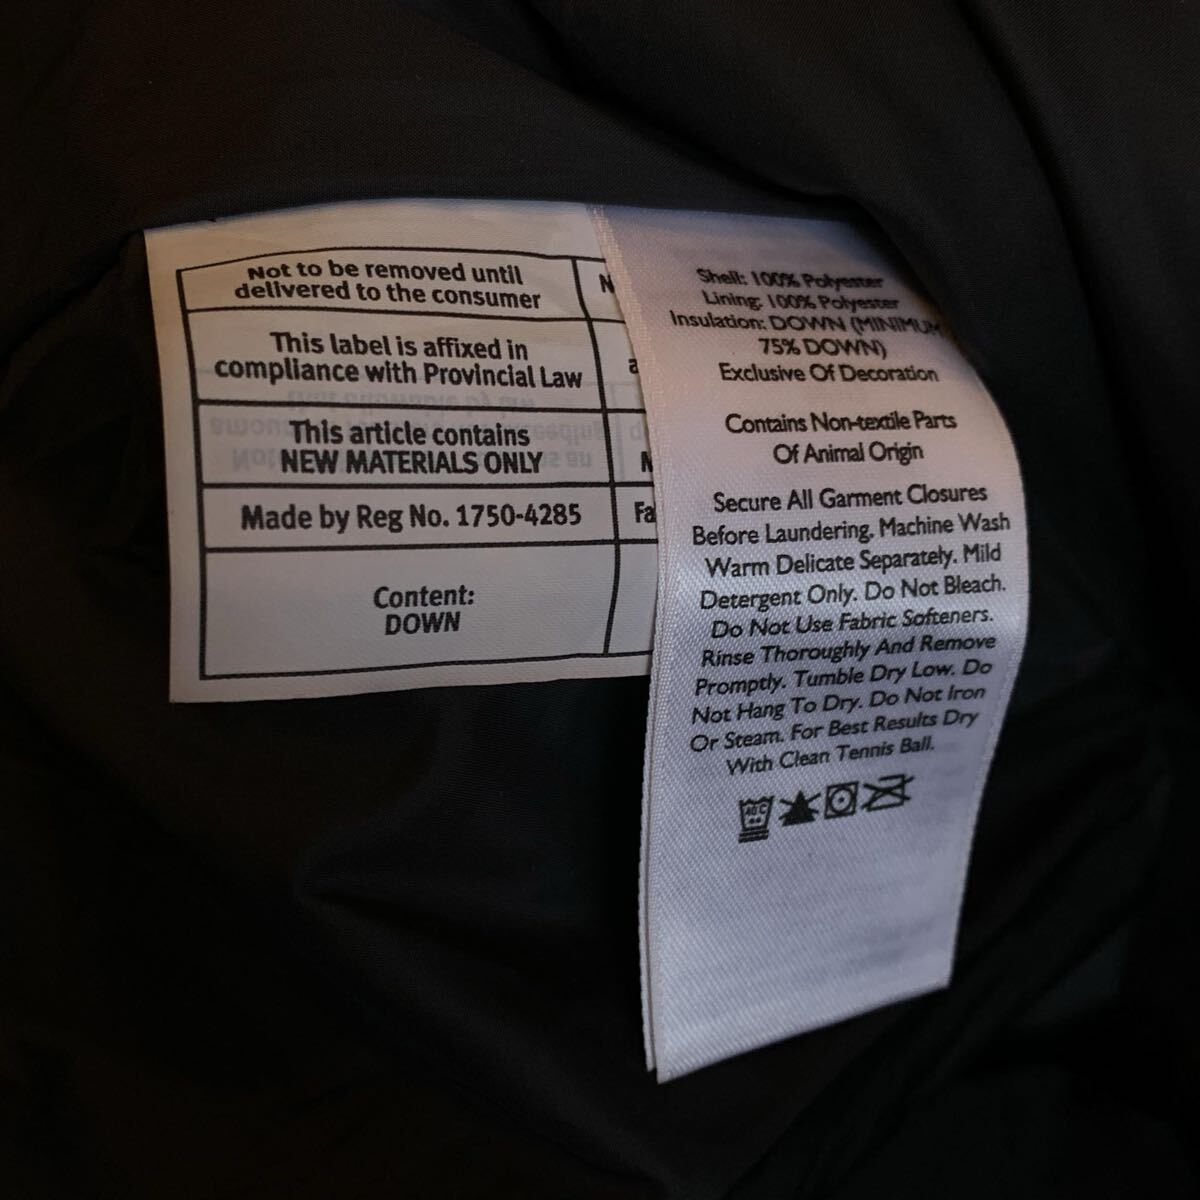 Not to be removed until
delivered to the consumer
This label is affixed in
compliance with Provincial Law
This article contains
NEW MATERIALS ONLY
Made by Reg No. 1750-4285
Content:
DOWN
Shell: 100% Polyester
Lining: 100% Polyester
Insulation: DOWN (MINIMUM
75% DOWN)
Exclusive Of Decoration
Contains Non-textile Parts
Of Animal Origin
Secure All Garment Closures
Before Laundering. Machine Wash
Warm Delicate Separately. Mild
Detergent Only. Do Not Bleach.
Do Not Use Fabric Softeners.
Rinse Thoroughly And Remove
Promptly. Tumble Dry Low. Do
Not Hang To Dry. Do Not Iron
Or Steam. For Best Results Dry
With Clean Tennis Ball.
40C